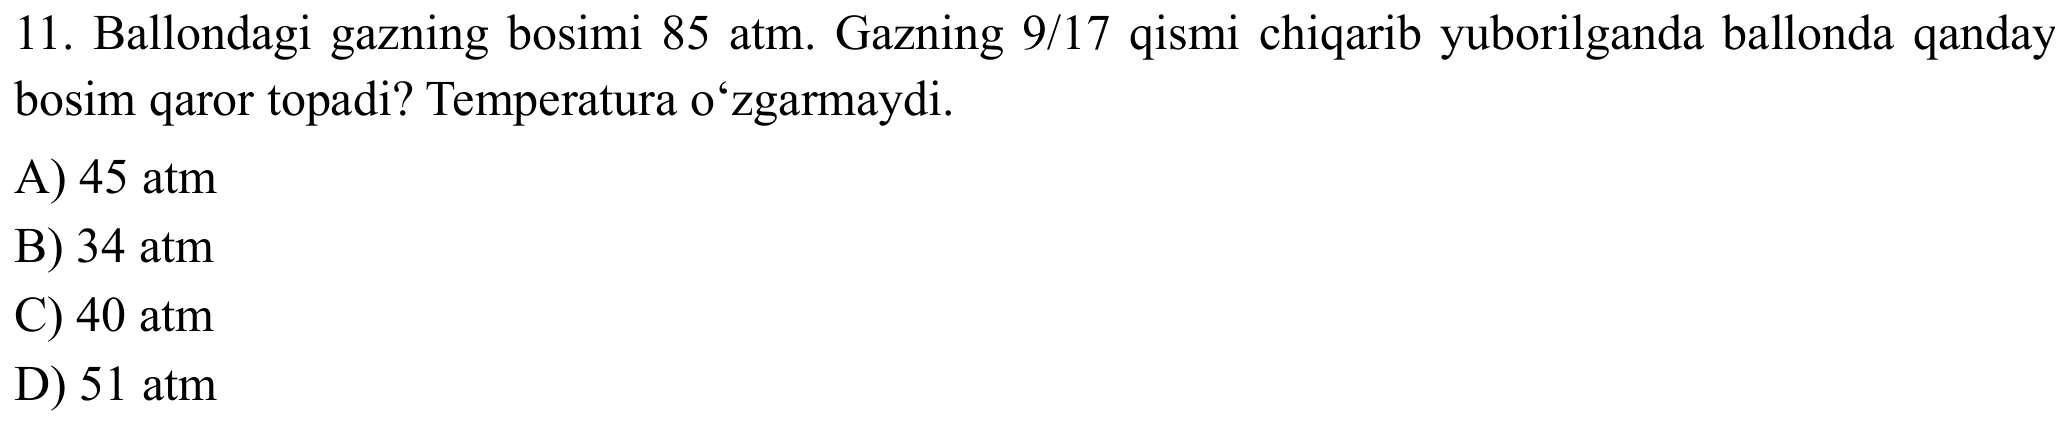 11. Ballondagi gazning bosimi 85 atm. Gazning 9/17 qismi chiqarib yuborilganda ballonda qanday
bosim qaror topadi? Temperatura o‘zgarmaydi.
A) 45 atm
B) 34 atm
C) 40 atm
D) 51 atm